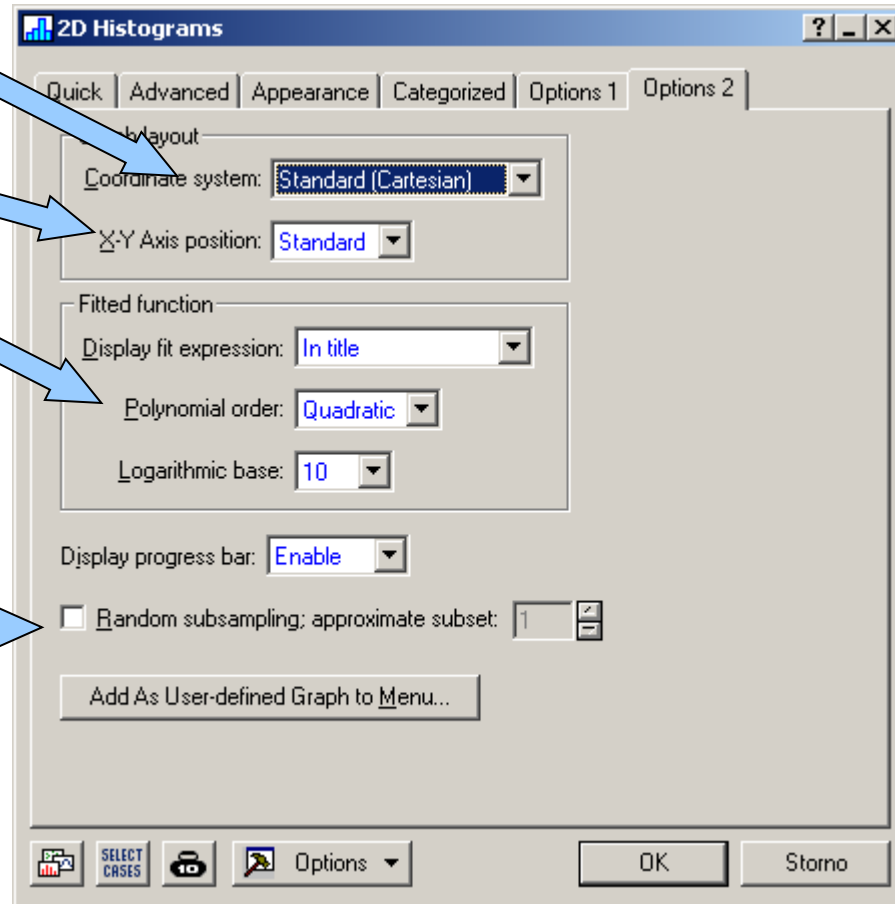 2D Histograms
Quick Advanced Appearance Categorized Options 1 Options 2
layout
Coordinate system: Standard (Cartesian)
X-Y Axis position: Standard
Fitted function
Display fit expression: In title
Polynomial order: Quadratic
Logarithmic base: 10
Display progress bar: Enable
Random subsampling; approximate subset: 1
Add As User-defined Graph to Menu...
SELECT
CASES
Options
OK
Storno